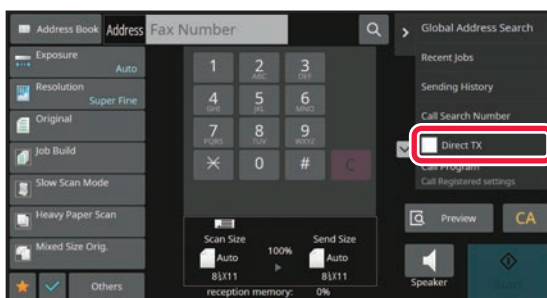 Address Book
Address
Fax Number
Global Address Search
Recent Jobs
Sending History
Call Search Number
Direct TX
Call Program
Call Registered settings
Preview
CA
Speaker
Start
Exposure
Auto
Resolution
Super Fine
Original
Job Build
Slow Scan Mode
Heavy Paper Scan
Mixed Size Orig.
Others
1
2
ABC
3
DEF
4
GHI
5
JKL
6
MNO
7
PQRS
8
TUV
9
WXYZ
0
#
C
Scan Size
100%
Send Size
Auto
Auto
8½X11
8½X11
reception memory: 0%